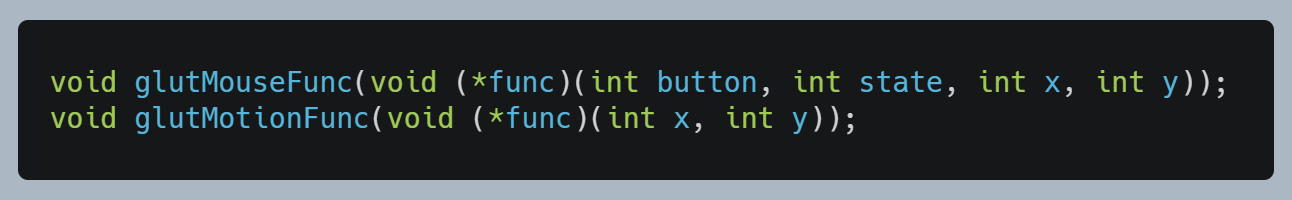 void glutMouseFunc(void (*func)(int button, int state, int x, int y));
void glutMotionFunc(void (*func)(int x, int y));